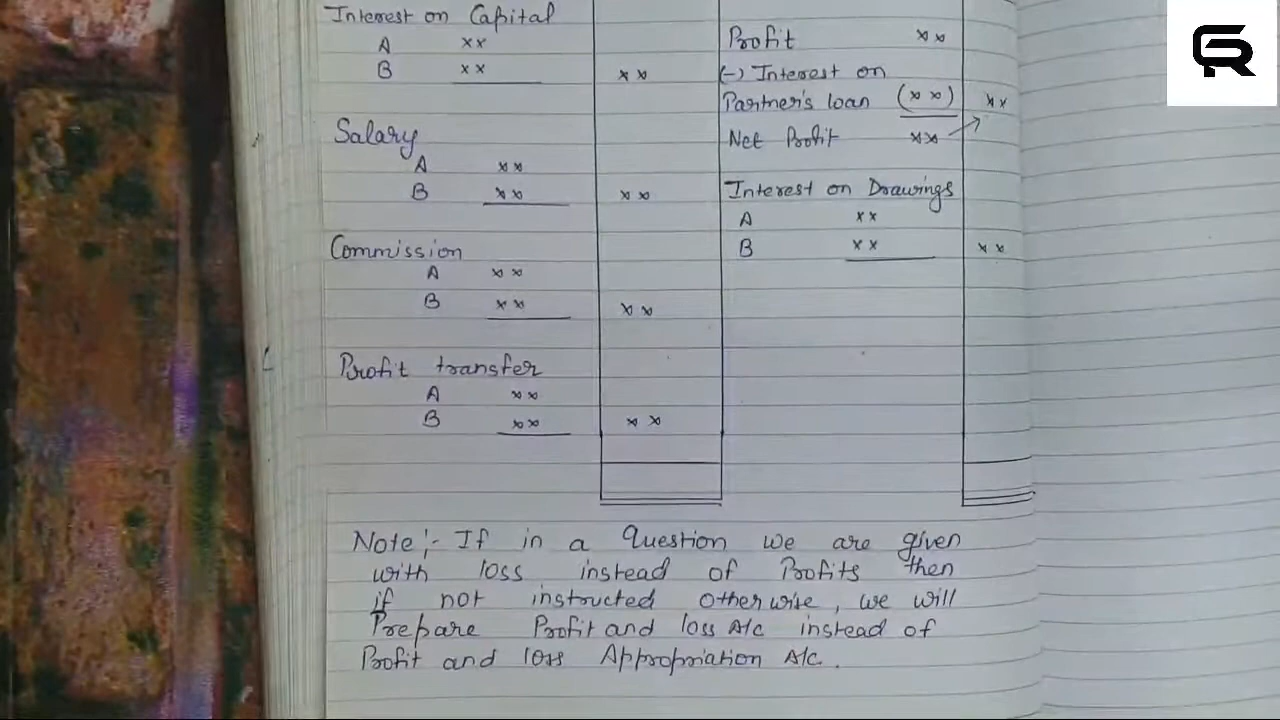 Interest on Capital
A xx
B xx xx
Salary
A xx
B xx xx
Commission
A xx
B xx xx
Profit transfer
A xx
B xx xx
Profit xx
(-) Interest on
Partner's loan (xx) xx
Net Profit xx
Interest on Drawings
A xx
B xx xx
Note:- If in a Question we are given
with loss instead of Profits then
if not instructed otherwise, we will
Prepare Profit and loss A/c instead of
Profit and loss Appropriation A/c.
GR